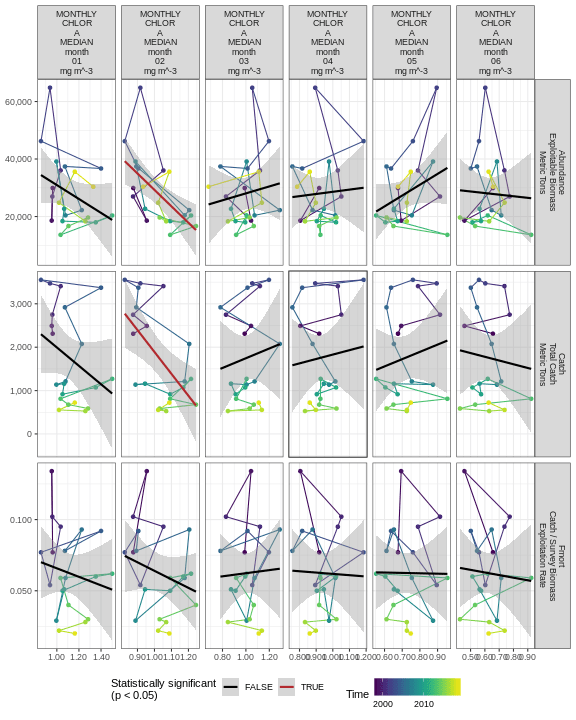 MONTHLY
CHLOR
A
MEDIAN
month
01
mg m^-3
MONTHLY
CHLOR
A
MEDIAN
month
02
mg m^-3
MONTHLY
CHLOR
A
MEDIAN
month
03
mg m^-3
MONTHLY
CHLOR
A
MEDIAN
month
04
mg m^-3
MONTHLY
CHLOR
A
MEDIAN
month
05
mg m^-3
MONTHLY
CHLOR
A
MEDIAN
month
06
mg m^-3
60,000
40,000
20,000
Abundance
Exploitable Biomass
Metric Tons
3,000
2,000
1,000
0
Catch
Total Catch
Metric Tons
0.100
0.050
Fmort
Catch / Survey Biomass
Exploitation Rate
1.00 1.20 1.40
0.90 1.00 1.10 1.20
0.80 1.00 1.20
0.80 0.90 1.00 1.10 1.20
0.60 0.70 0.80 0.90
0.50 0.60 0.70 0.80 0.90
Statistically significant
(p < 0.05)
FALSE TRUE
Time
2000 2010